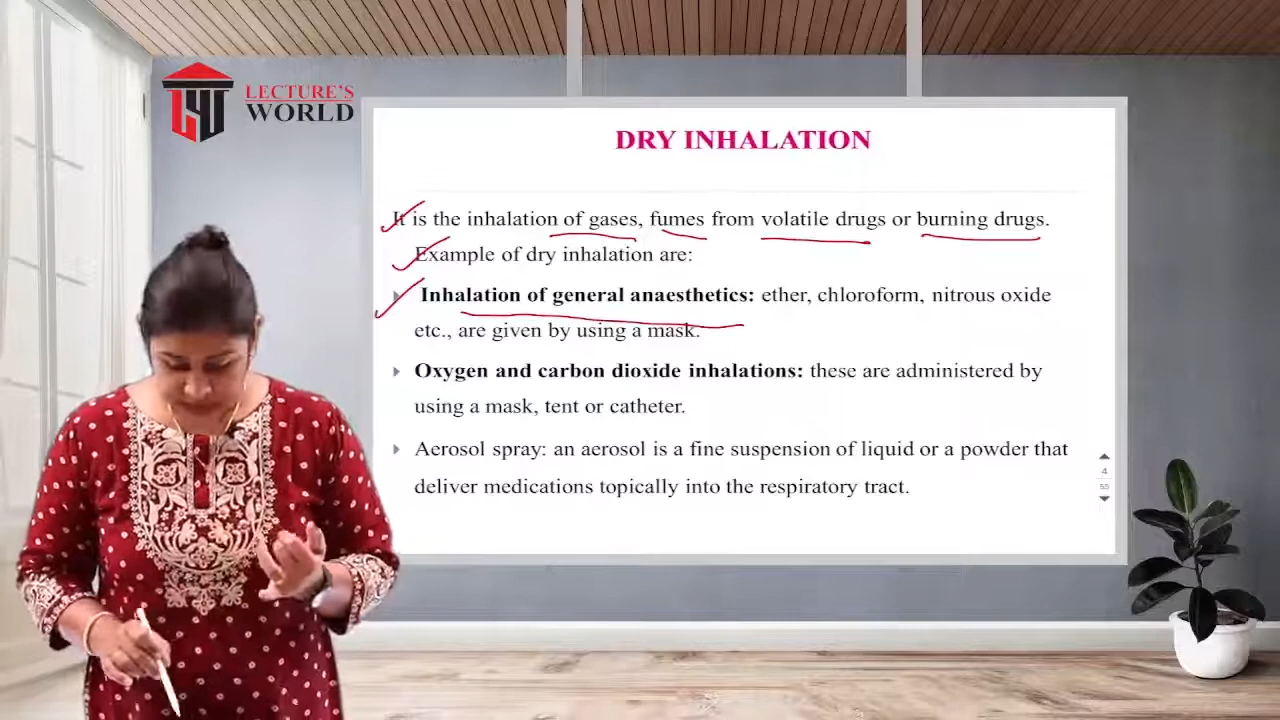 LECTURE'S
WORLD
DRY INHALATION
It is the inhalation of gases, fumes from volatile drugs or burning drugs.
Example of dry inhalation are:
Inhalation of general anaesthetics: ether, chloroform, nitrous oxide
etc., are given by using a mask.
Oxygen and carbon dioxide inhalations: these are administered by
using a mask, tent or catheter.
Aerosol spray: an aerosol is a fine suspension of liquid or a powder that
deliver medications topically into the respiratory tract.
4
55